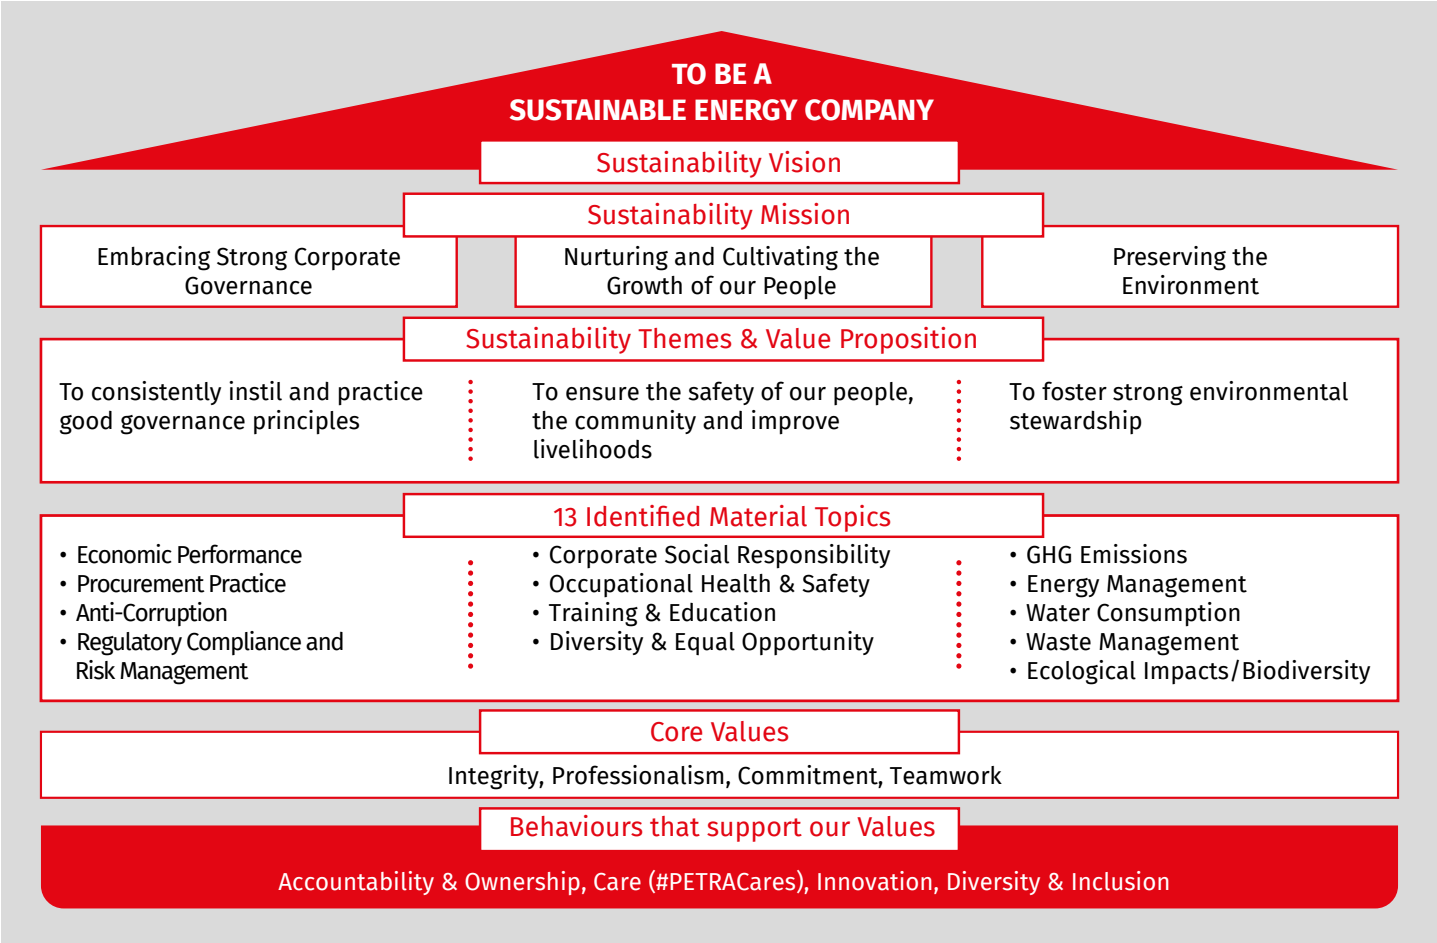 TO BE A
SUSTAINABLE ENERGY COMPANY
Sustainability Vision
Sustainability Mission
Embracing Strong Corporate
Governance
Nurturing and Cultivating the
Growth of our People
Preserving the
Environment
Sustainability Themes & Value Proposition
To consistently instil and practice
good governance principles
To ensure the safety of our people,
the community and improve
livelihoods
To foster strong environmental
stewardship
13 Identified Material Topics
• Economic Performance
• Procurement Practice
• Anti-Corruption
• Regulatory Compliance and
Risk Management
• Corporate Social Responsibility
• Occupational Health & Safety
• Training & Education
• Diversity & Equal Opportunity
• GHG Emissions
• Energy Management
• Water Consumption
• Waste Management
• Ecological Impacts/Biodiversity
Core Values
Integrity, Professionalism, Commitment, Teamwork
Behaviours that support our Values
Accountability & Ownership, Care (#PETRACares), Innovation, Diversity & Inclusion